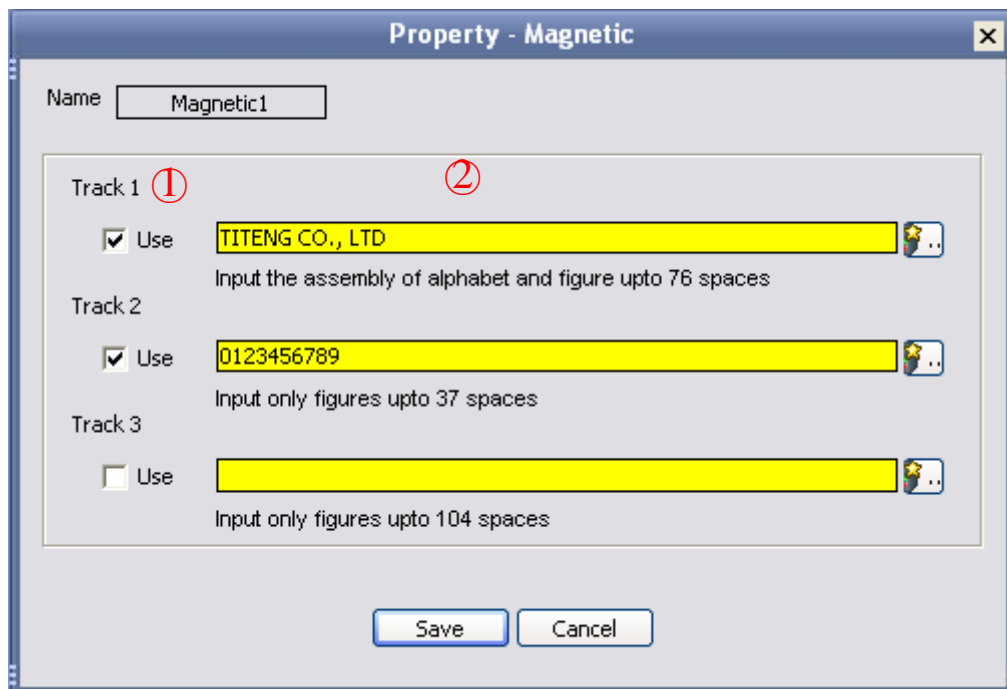 Property - Magnetic
Name Magnetic1
Track 1 ① ②
Use TITENG CO., LTD ..
Input the assembly of alphabet and figure upto 76 spaces
Track 2
Use 0123456789 ..
Input only figures upto 37 spaces
Track 3
Use ..
Input only figures upto 104 spaces
Save Cancel